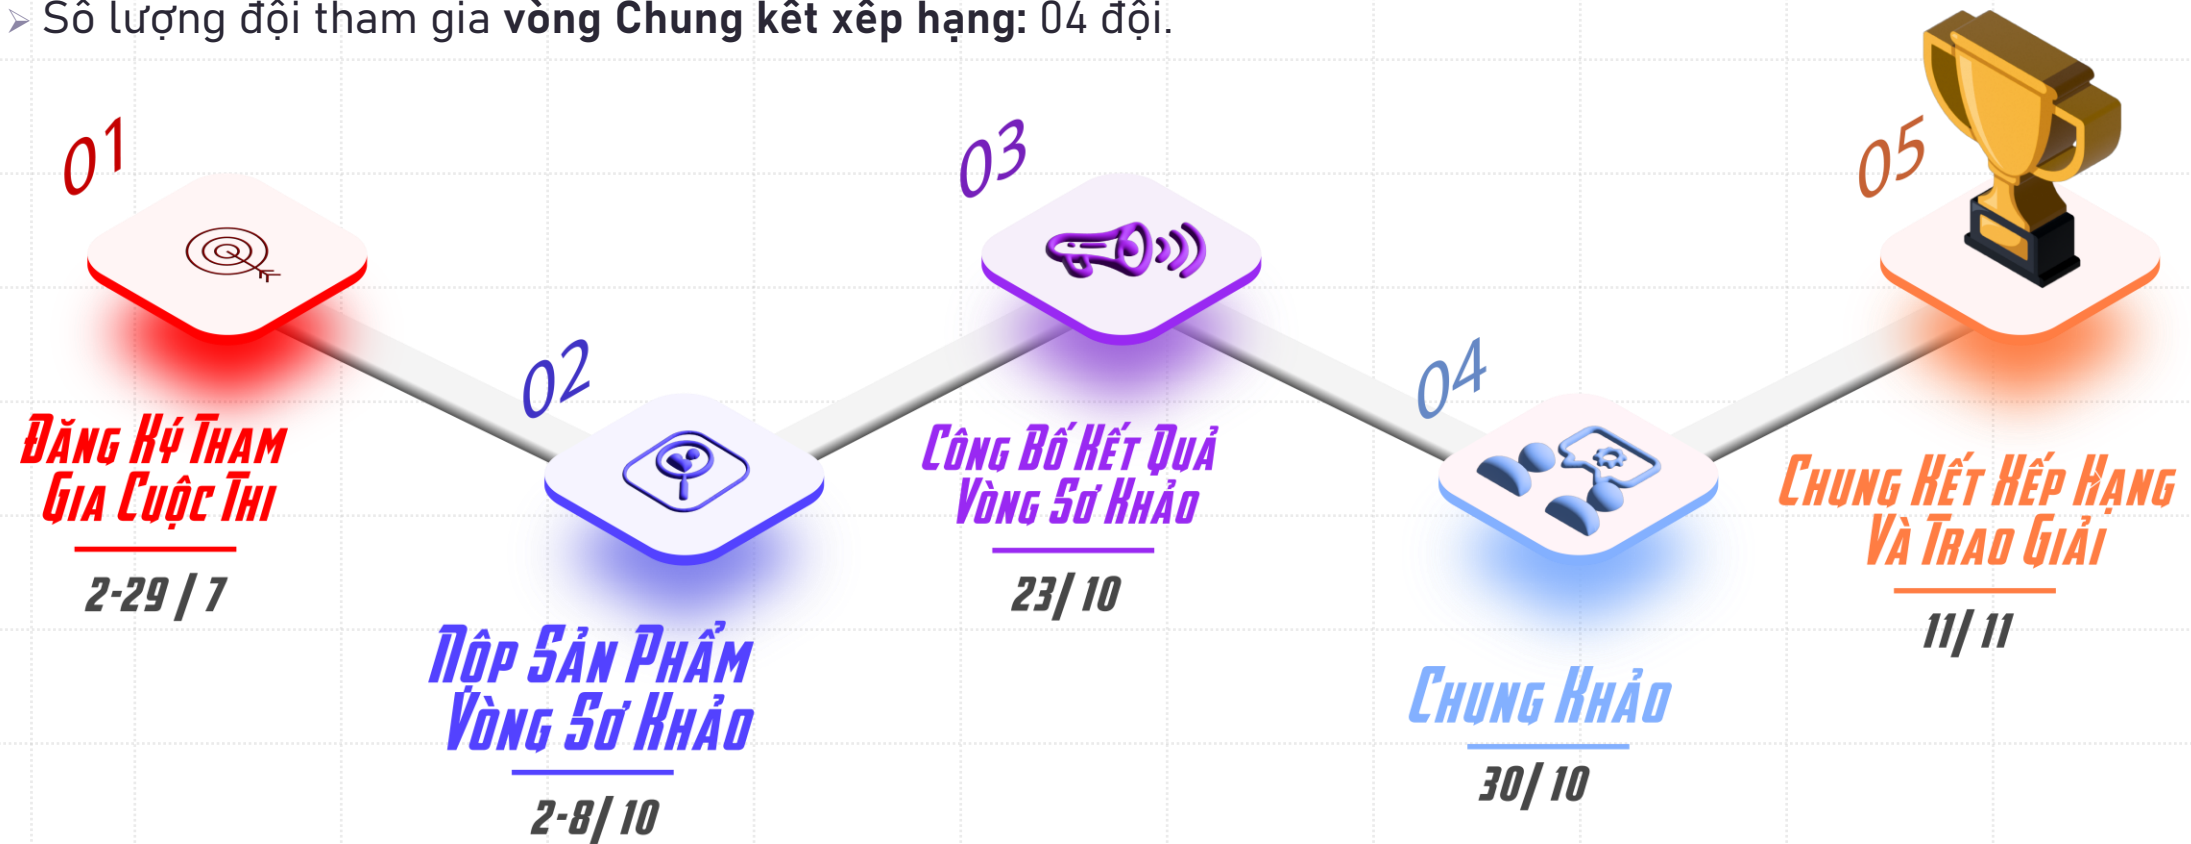 ➢ Số lượng đội tham gia vòng Chung kết xếp hạng: 04 đội.
01
ĐĂNG KÝ THAM
GIA CUỘC THI
2-29 / 7
02
NỘP SẢN PHẨM
VÒNG SƠ KHẢO
2-8/ 10
03
CÔNG BỐ KẾT QUẢ
VÒNG SƠ KHẢO
23/ 10
04
CHUNG KHẢO
30/ 10
05
CHUNG KẾT XẾP HẠNG
VÀ TRAO GIẢI
11/ 11